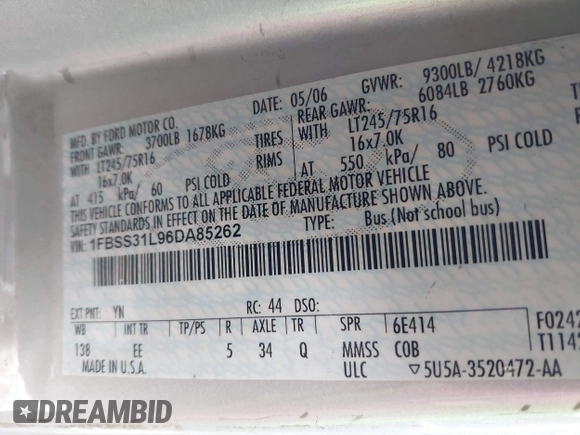 MFD. BY FORD MOTOR CO.
DATE: 05/06
GVWR: 9300LB/ 4218KG
FRONT GAWR: 3700LB 1678KG
REAR GAWR: 6084LB 2760KG
WITH LT245/75R16 TIRES
WITH LT245/75R16
16x7.0K RIMS
16x7.0K
AT 415 kPa/ 60 PSI COLD
AT 550 kPa/ 80 PSI COLD
THIS VEHICLE CONFORMS TO ALL APPLICABLE FEDERAL MOTOR VEHICLE
SAFETY STANDARDS IN EFFECT ON THE DATE OF MANUFACTURE SHOWN ABOVE.
VIN: 1FBSS31L96DA85262
TYPE: Bus (Not school bus)
EXT PNT: YN RC: 44 DSO:
WB INT TR TP/PS R AXLE TR SPR 6E414
138 EE 5 34 Q MMSS COB
MADE IN U.S.A. ULC ▽5U5A-3520472-AA
DREAMBID